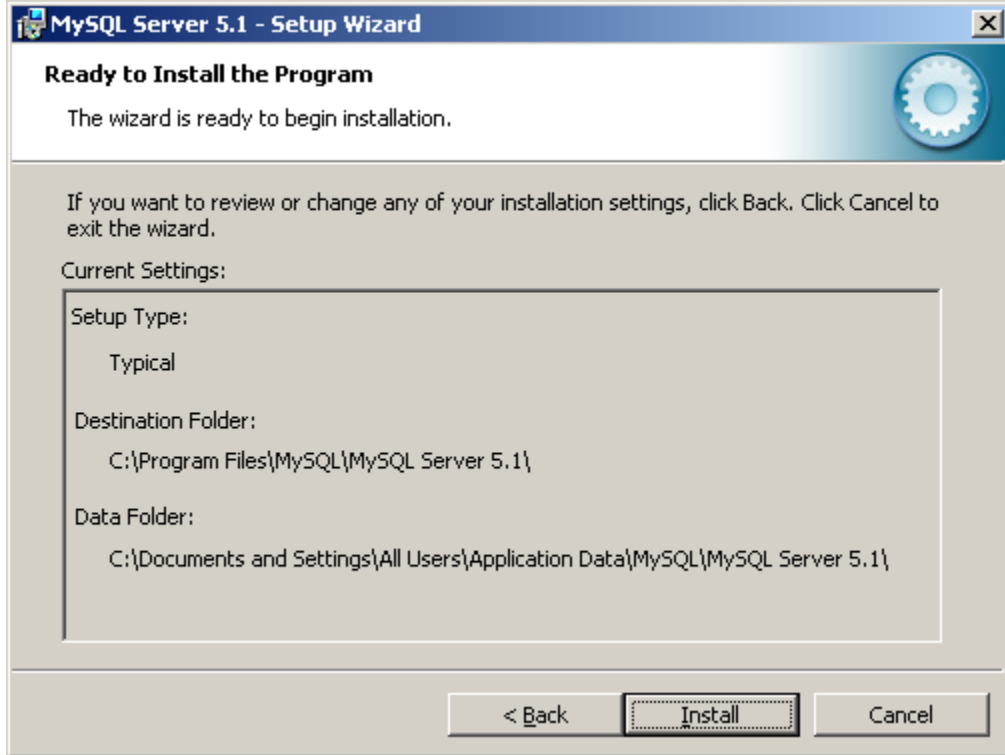 MySQL Server 5.1 - Setup Wizard
Ready to Install the Program
The wizard is ready to begin installation.
If you want to review or change any of your installation settings, click Back. Click Cancel to
exit the wizard.
Current Settings:
Setup Type:
Typical
Destination Folder:
C:\Program Files\MySQL\MySQL Server 5.1\
Data Folder:
C:\Documents and Settings\All Users\Application Data\MySQL\MySQL Server 5.1\
< Back Install Cancel